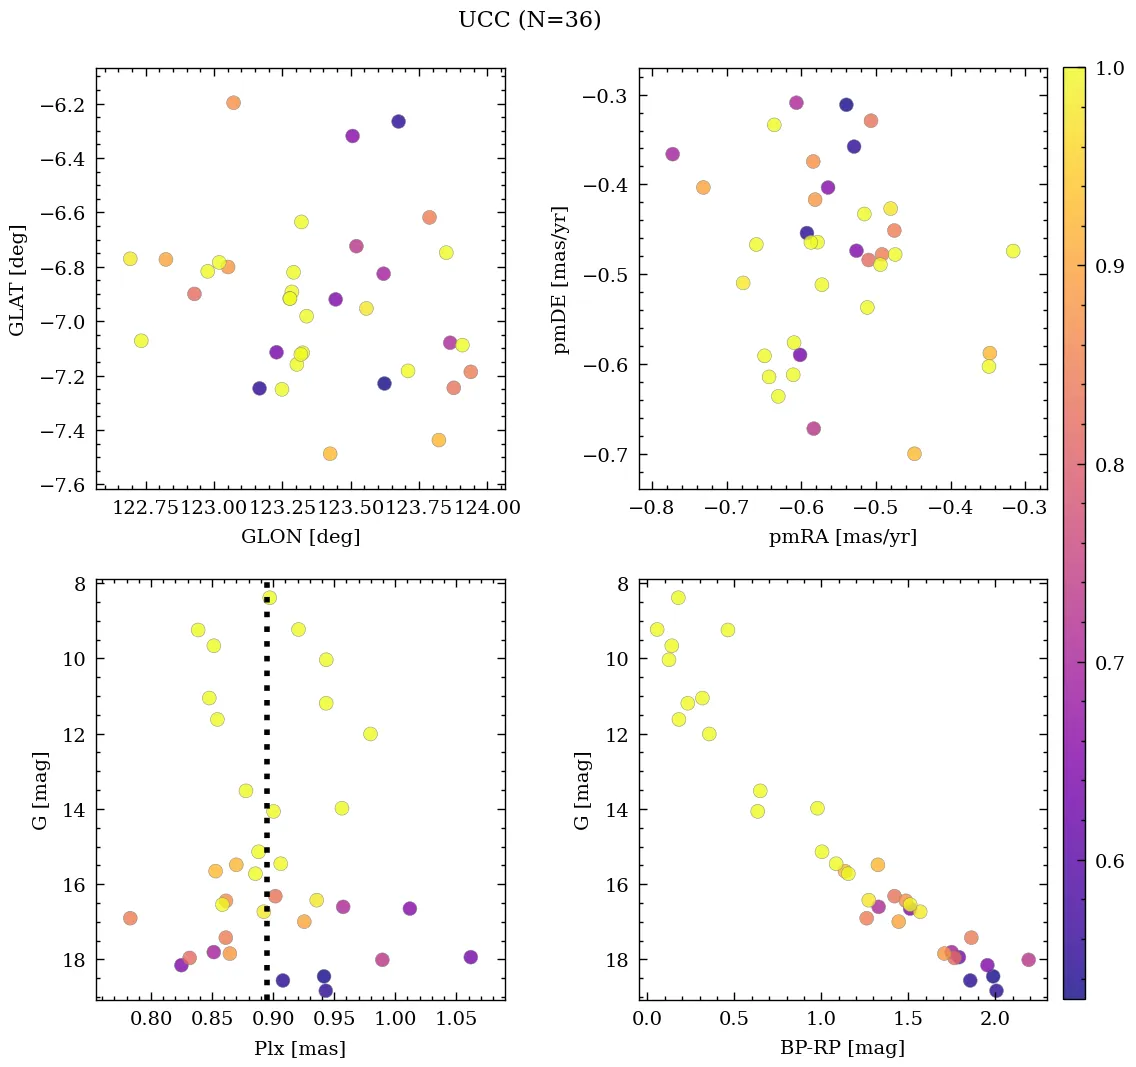 UCC (N=36)
−6.2
−6.4
−6.6
−6.8
−7.0
−7.2
−7.4
−7.6
GLAT [deg]
122.75 123.00 123.25 123.50 123.75 124.00
GLON [deg]
−0.3
−0.4
−0.5
−0.6
−0.7
pmDE [mas/yr]
−0.8 −0.7 −0.6 −0.5 −0.4 −0.3
pmRA [mas/yr]
8
10
12
14
16
18
G [mag]
0.80 0.85 0.90 0.95 1.00 1.05
Plx [mas]
8
10
12
14
16
18
G [mag]
0.0 0.5 1.0 1.5 2.0
BP-RP [mag]
1.0
0.9
0.8
0.7
0.6